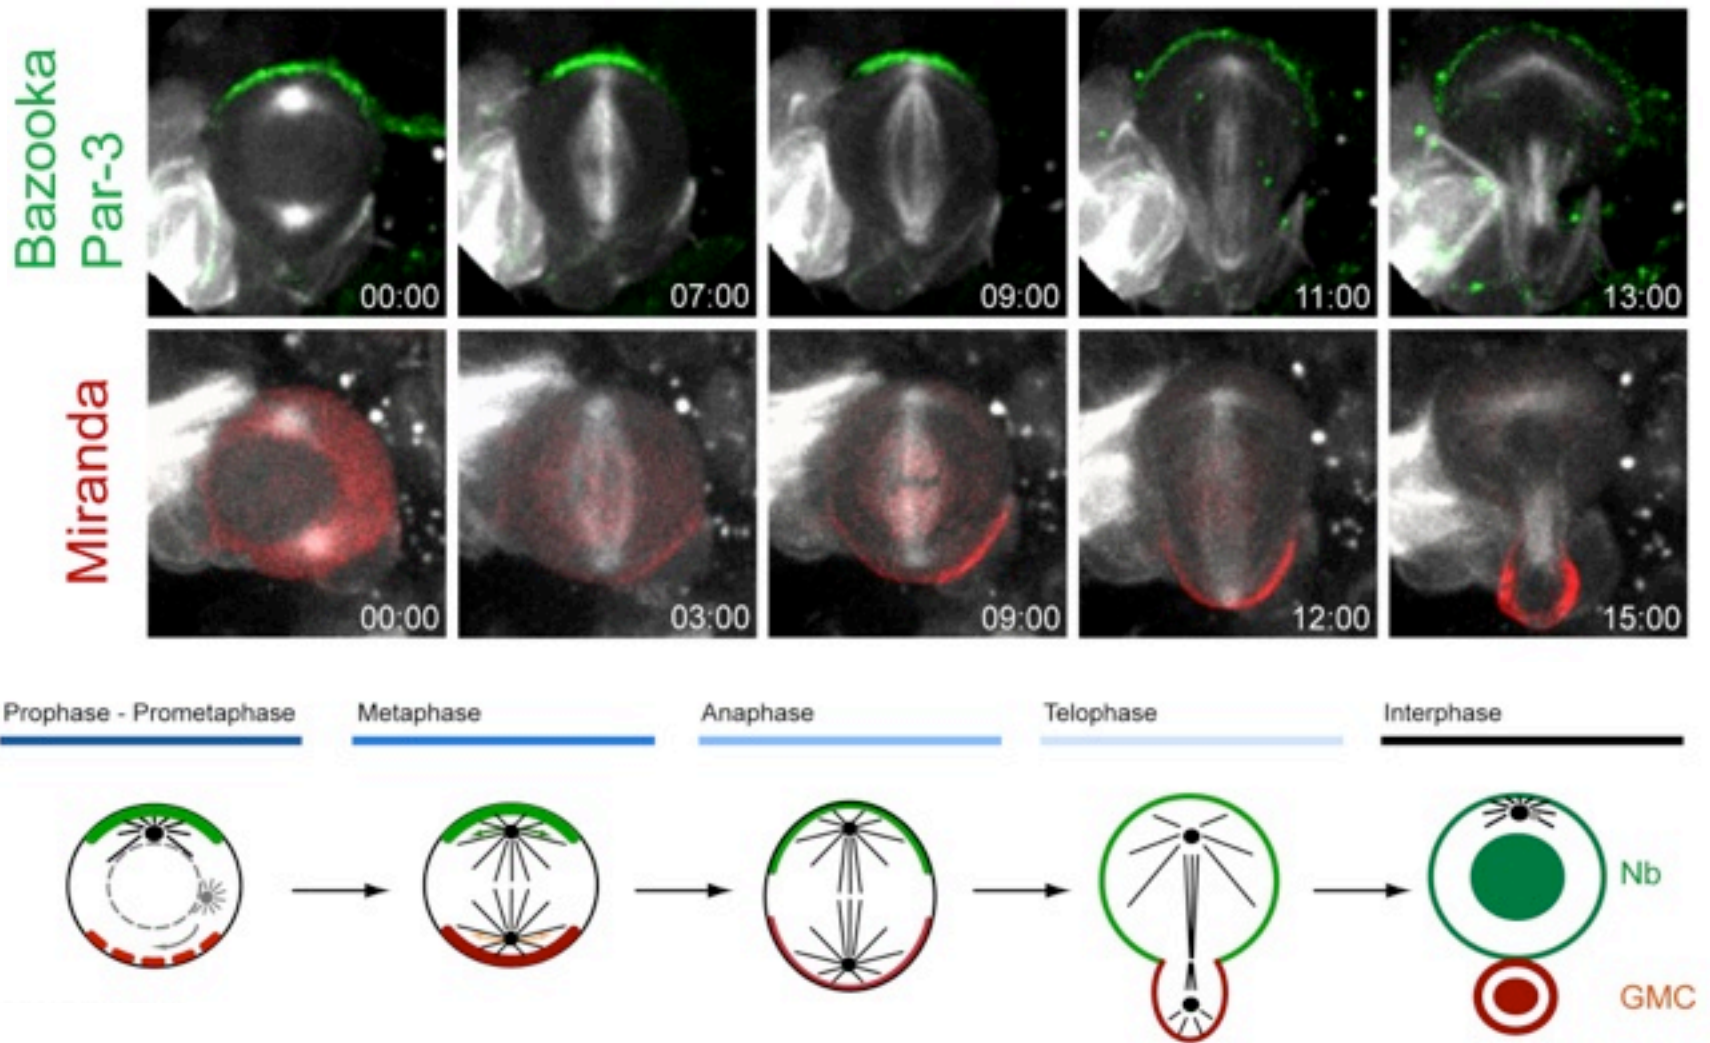 Bazooka
Par-3
00:00
07:00
09:00
11:00
13:00
Miranda
00:00
03:00
09:00
12:00
15:00
Prophase - Prometaphase
Metaphase
Anaphase
Telophase
Interphase
Nb
GMC